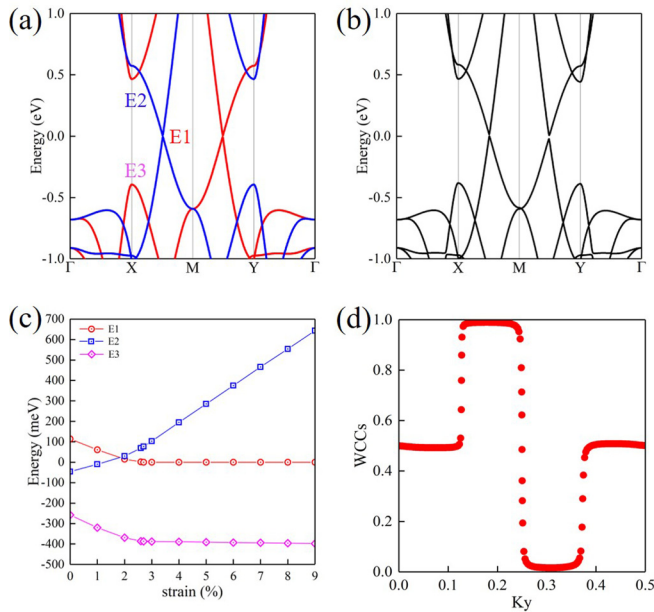 (a)
1.0
0.5
0.0
-0.5
-1.0
Energy (eV)
E2
E1
E3
Γ X M Y Γ
(b)
1.0
0.5
0.0
-0.5
-1.0
Energy (eV)
Γ X M Y Γ
(c)
700
600
500
400
300
200
100
0
-100
-200
-300
-400
-500
Energy (meV)
E1
E2
E3
0 1 2 3 4 5 6 7 8 9
strain (%)
(d)
1.0
0.8
0.6
0.4
0.2
0.0
WCCs
0.0 0.1 0.2 0.3 0.4 0.5
Ky